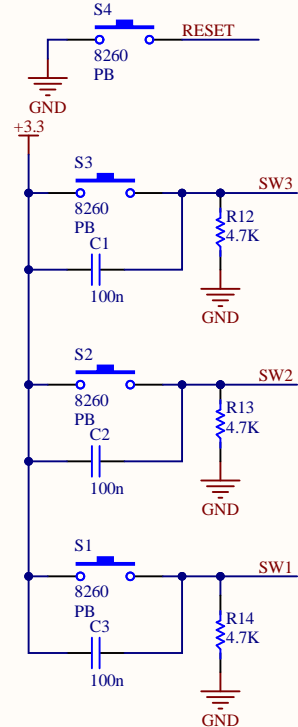 S4
RESET
8260
PB
GND
+3.3
S3
SW3
8260
PB
R12
4.7K
C1
100n
GND
S2
SW2
8260
PB
R13
4.7K
C2
100n
GND
S1
SW1
8260
PB
R14
4.7K
C3
100n
GND